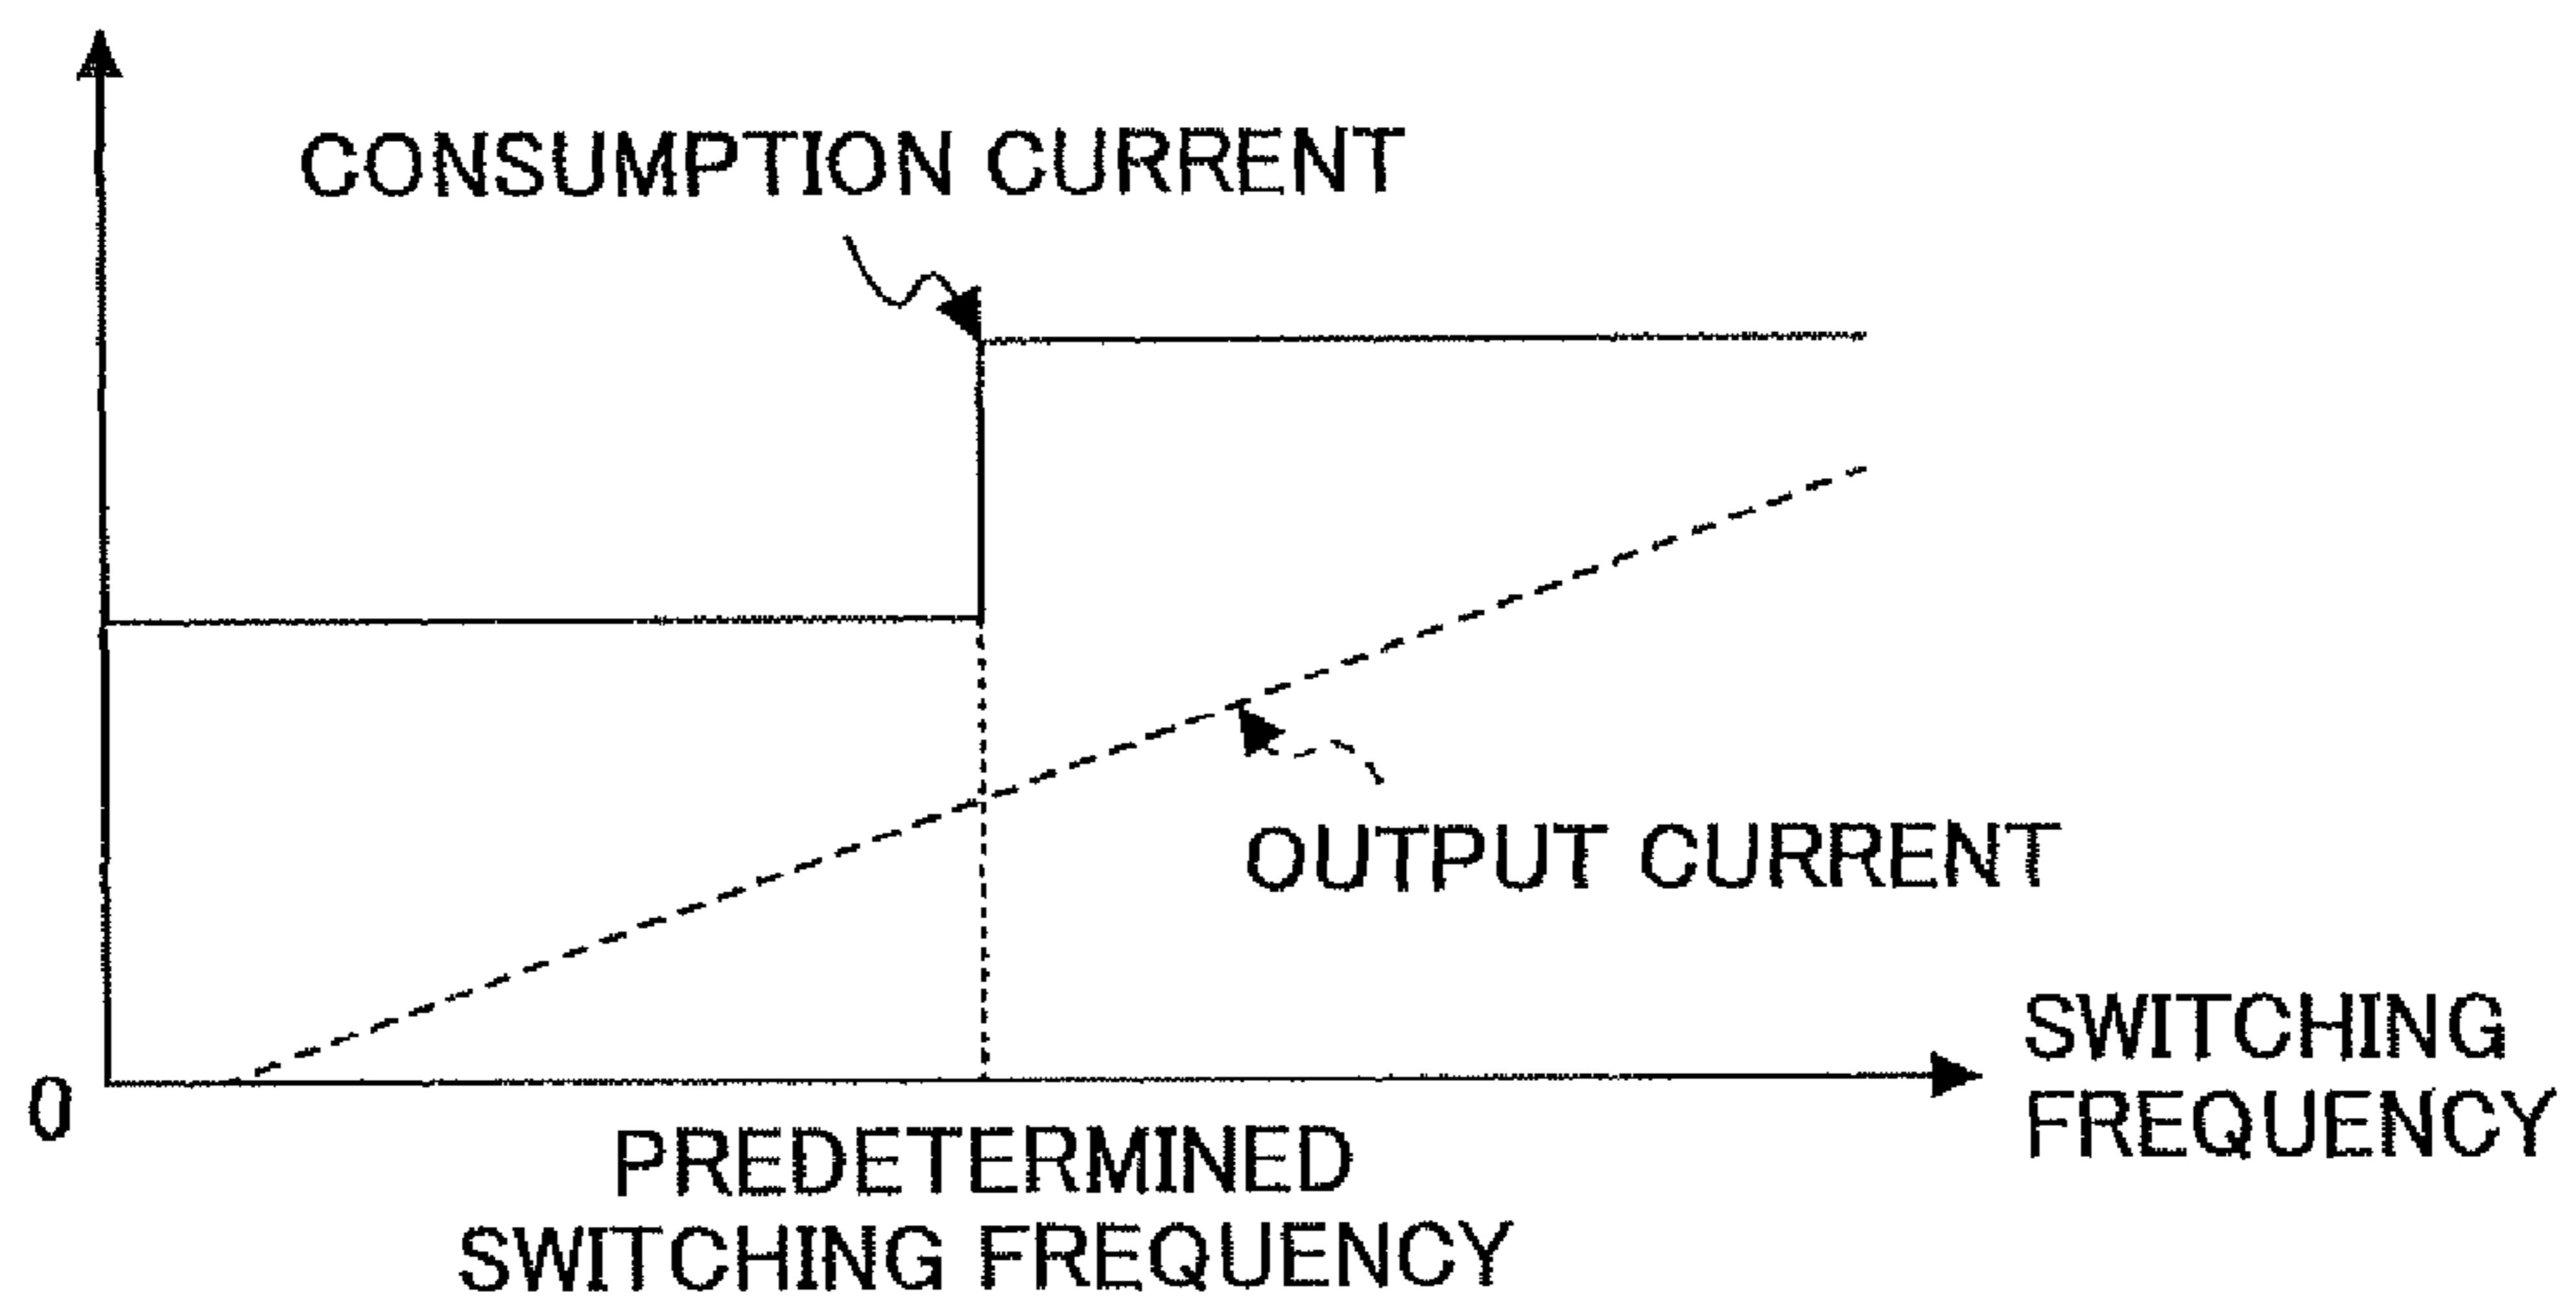 CONSUMPTION CURRENT
OUTPUT CURRENT
SWITCHING
FREQUENCY
0
PREDETERMINED
SWITCHING FREQUENCY